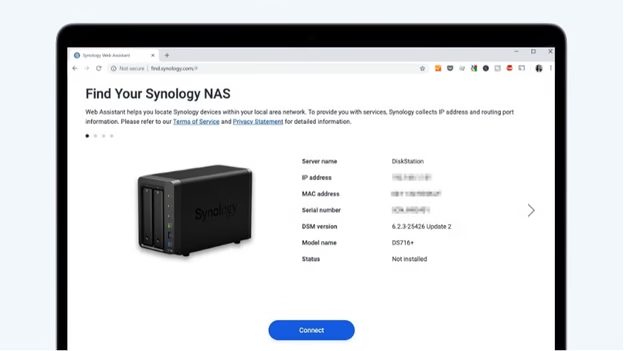 Synology Web Assistant
Not secure | find.synology.com/#
Find Your Synology NAS
Web Assistant helps you locate Synology devices within your local area network. To provide you with services, Synology collects IP address and routing port
information. Please refer to our Terms of Service and Privacy Statement for detailed information.
Synology
Server name DiskStation
IP address
MAC address
Serial number
DSM version 6.2.3-25426 Update 2
Model name DS716+
Status Not installed
Connect